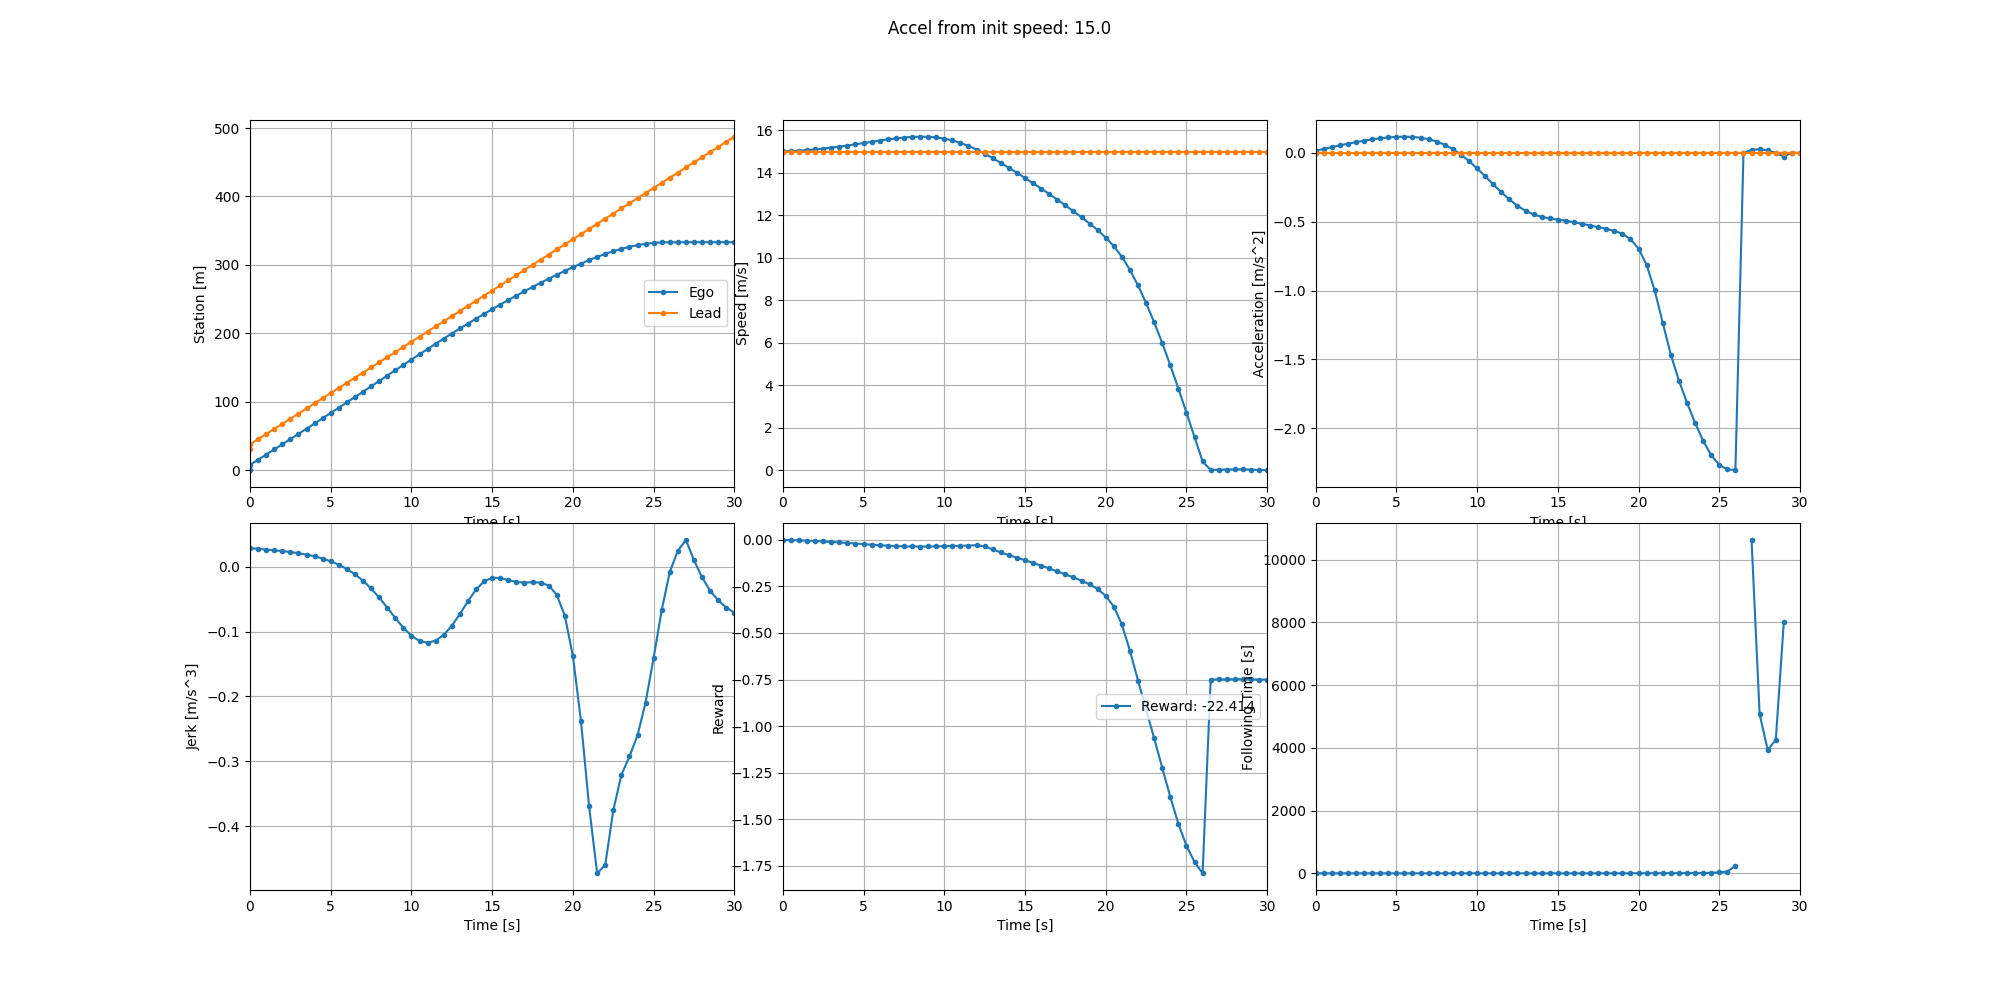 Accel from init speed: 15.0
500
400
300
200
100
0
Station [m]
0 5 10 15 20 25 30
Time [s]
Ego
Lead
16
14
12
10
8
6
4
2
0
Speed [m/s]
0 5 10 15 20 25 30
Time [s]
0.0
−0.5
−1.0
−1.5
−2.0
Acceleration [m/s^2]
0 5 10 15 20 25 30
Time [s]
0.0
−0.1
−0.2
−0.3
−0.4
Jerk [m/s^3]
0 5 10 15 20 25 30
Time [s]
0.00
−0.25
−0.50
−0.75
−1.00
−1.25
−1.50
−1.75
Reward
Reward: -22.414
0 5 10 15 20 25 30
Time [s]
10000
8000
6000
4000
2000
0
Following Time [s]
0 5 10 15 20 25 30
Time [s]